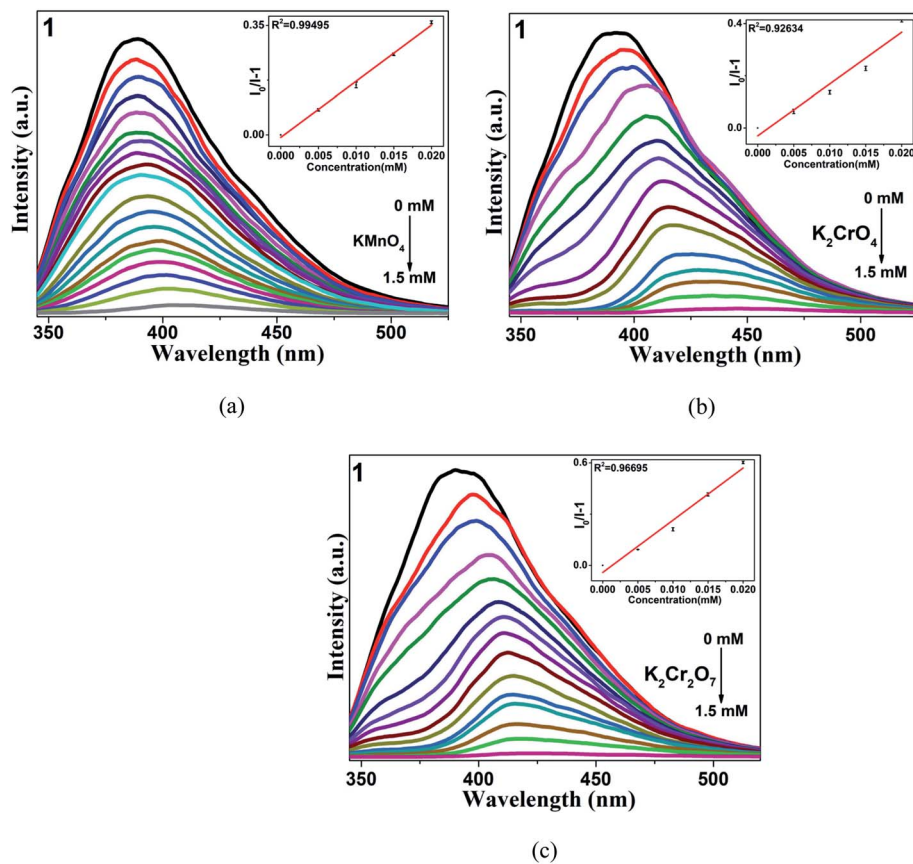 1
R²=0.99495
0.35
0.00
I₀/I-1
0.000 0.005 0.010 0.015 0.020
Concentration(mM)
0 mM
KMnO₄
1.5 mM
Intensity (a.u.)
350 400 450 500
Wavelength (nm)
(a)
1
R²=0.92634
0.4
0.0
I₀/I-1
0.000 0.005 0.010 0.015 0.020
Concentration(mM)
0 mM
K₂CrO₄
1.5 mM
Intensity (a.u.)
350 400 450 500
Wavelength (nm)
(b)
1
R²=0.96695
0.6
0.0
I₀/I-1
0.000 0.005 0.010 0.015 0.020
Concentration(mM)
0 mM
K₂Cr₂O₇
1.5 mM
Intensity (a.u.)
350 400 450 500
Wavelength (nm)
(c)